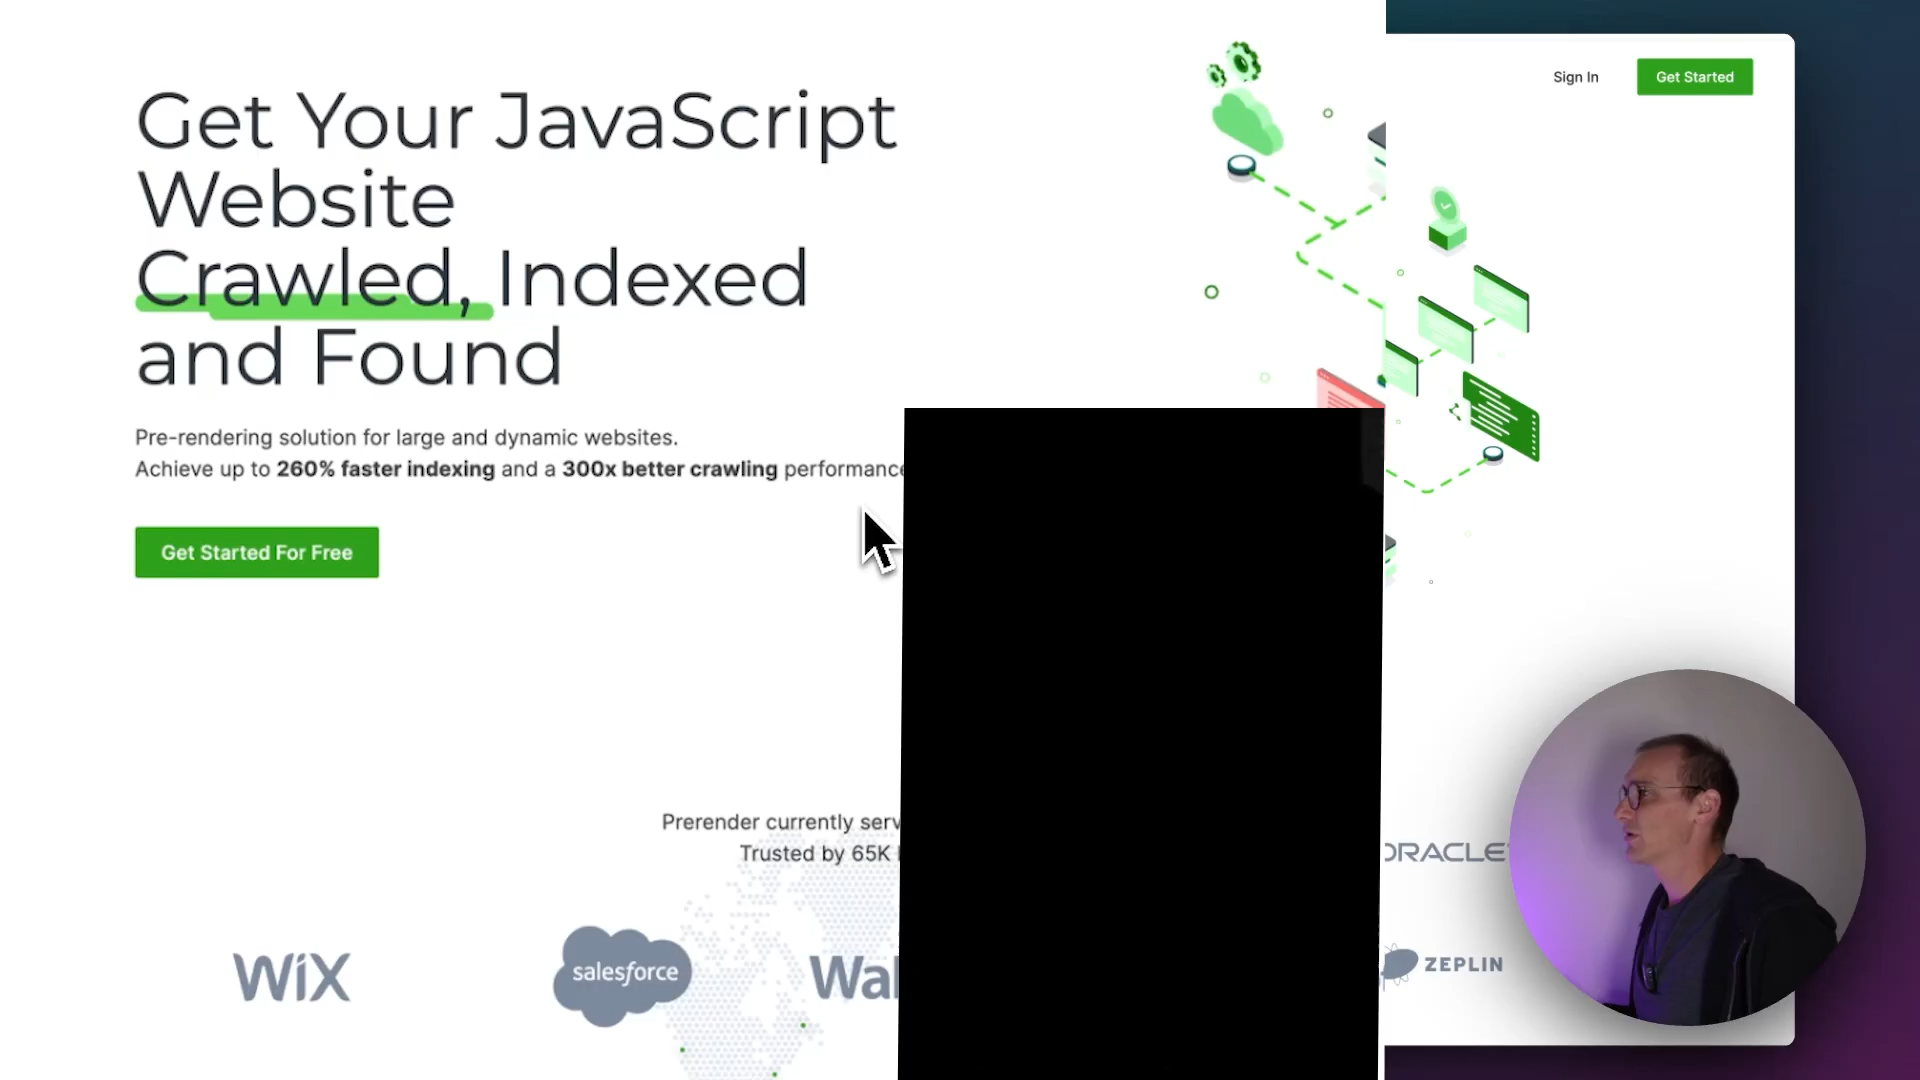 Sign In
Get Started
Get Your JavaScript
Website
Crawled, Indexed
and Found
Pre-rendering solution for large and dynamic websites.
Achieve up to 260% faster indexing and a 300x better crawling performance
Get Started For Free
Prerender currently
Trusted by 65K
ORACLE
WiX
salesforce
ZEPLIN